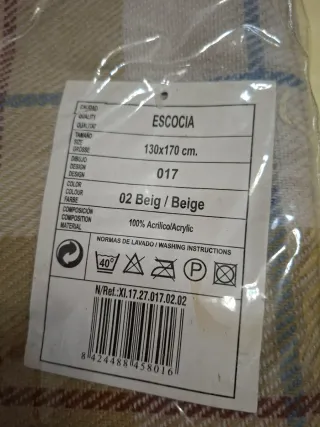 CALIDAD
QUALITY
QUALITÄT
ESCOCIA
TAMAÑO
SIZE
GRÖSSE
130x170 cm.
DIBUJO
DESIGN
DESIGN
017
COLOR
COLOUR
FARBE
02 Beig / Beige
COMPOSICIÓN
COMPOSITION
MATERIAL
100% Acrílico/Acrylic
NORMAS DE LAVADO / WASHING INSTRUCTIONS
40°
P
N/Ref.:XI.17.27.017.02.02
8 424488 458016